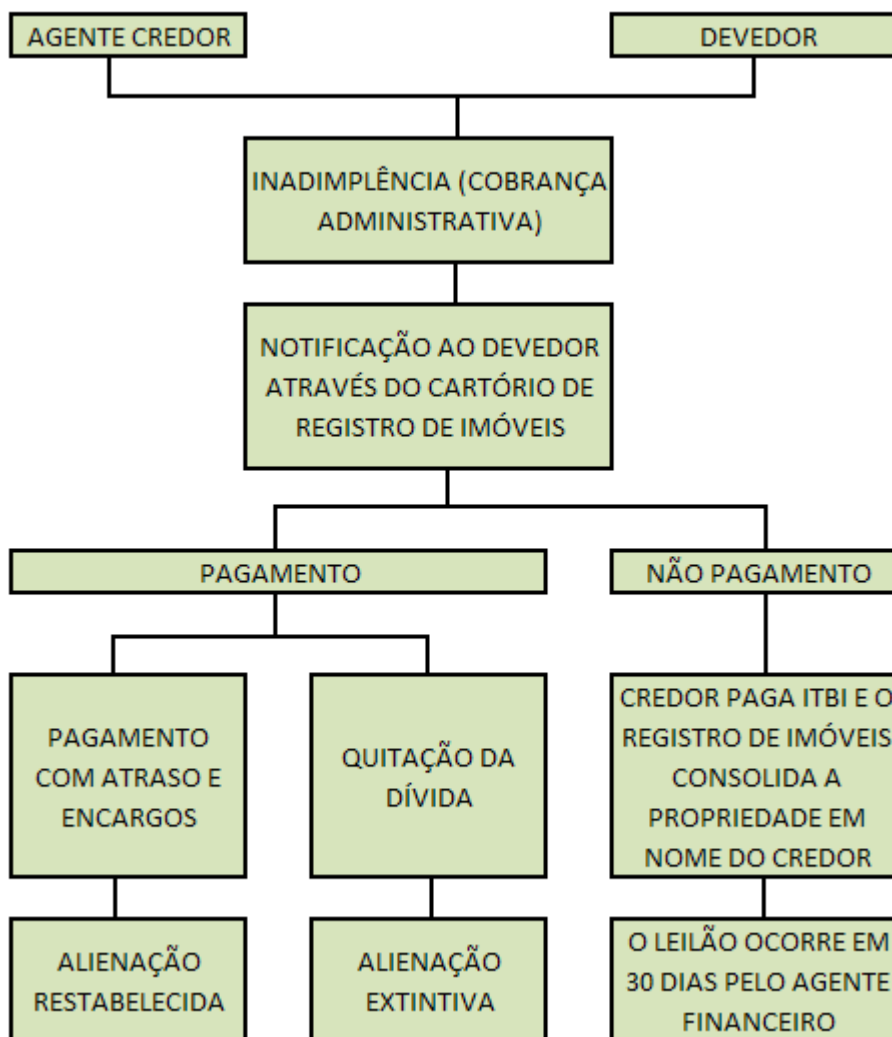 AGENTE CREDOR
DEVEDOR
INADIMPLÊNCIA (COBRANÇA
ADMINISTRATIVA)
NOTIFICAÇÃO AO DEVEDOR
ATRAVÉS DO CARTÓRIO DE
REGISTRO DE IMÓVEIS
PAGAMENTO
NÃO PAGAMENTO
PAGAMENTO
COM ATRASO E
ENCARGOS
QUITAÇÃO DA
DÍVIDA
CREDOR PAGA ITBI E O
REGISTRO DE IMÓVEIS
CONSOLIDA A
PROPRIEDADE EM
NOME DO CREDOR
ALIENAÇÃO
RESTABELECIDA
ALIENAÇÃO
EXTINTIVA
O LEILÃO OCORRE EM
30 DIAS PELO AGENTE
FINANCEIRO